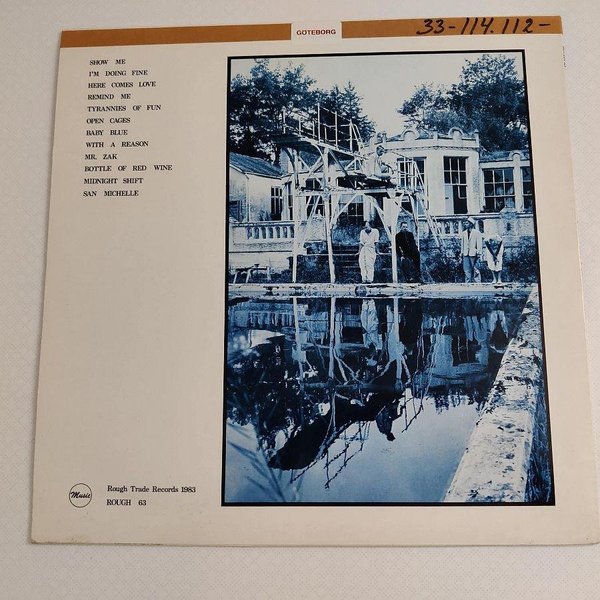 GÖTEBORG
33-114.112-
SHOW ME
I'M DOING FINE
HERE COMES LOVE
REMIND ME
TYRANNIES OF FUN
OPEN CAGES
BABY BLUE
WITH A REASON
MR. ZAK
BOTTLE OF RED WINE
MIDNIGHT SHIFT
SAN MICHELLE
Music
Rough Trade Records 1983
ROUGH 63